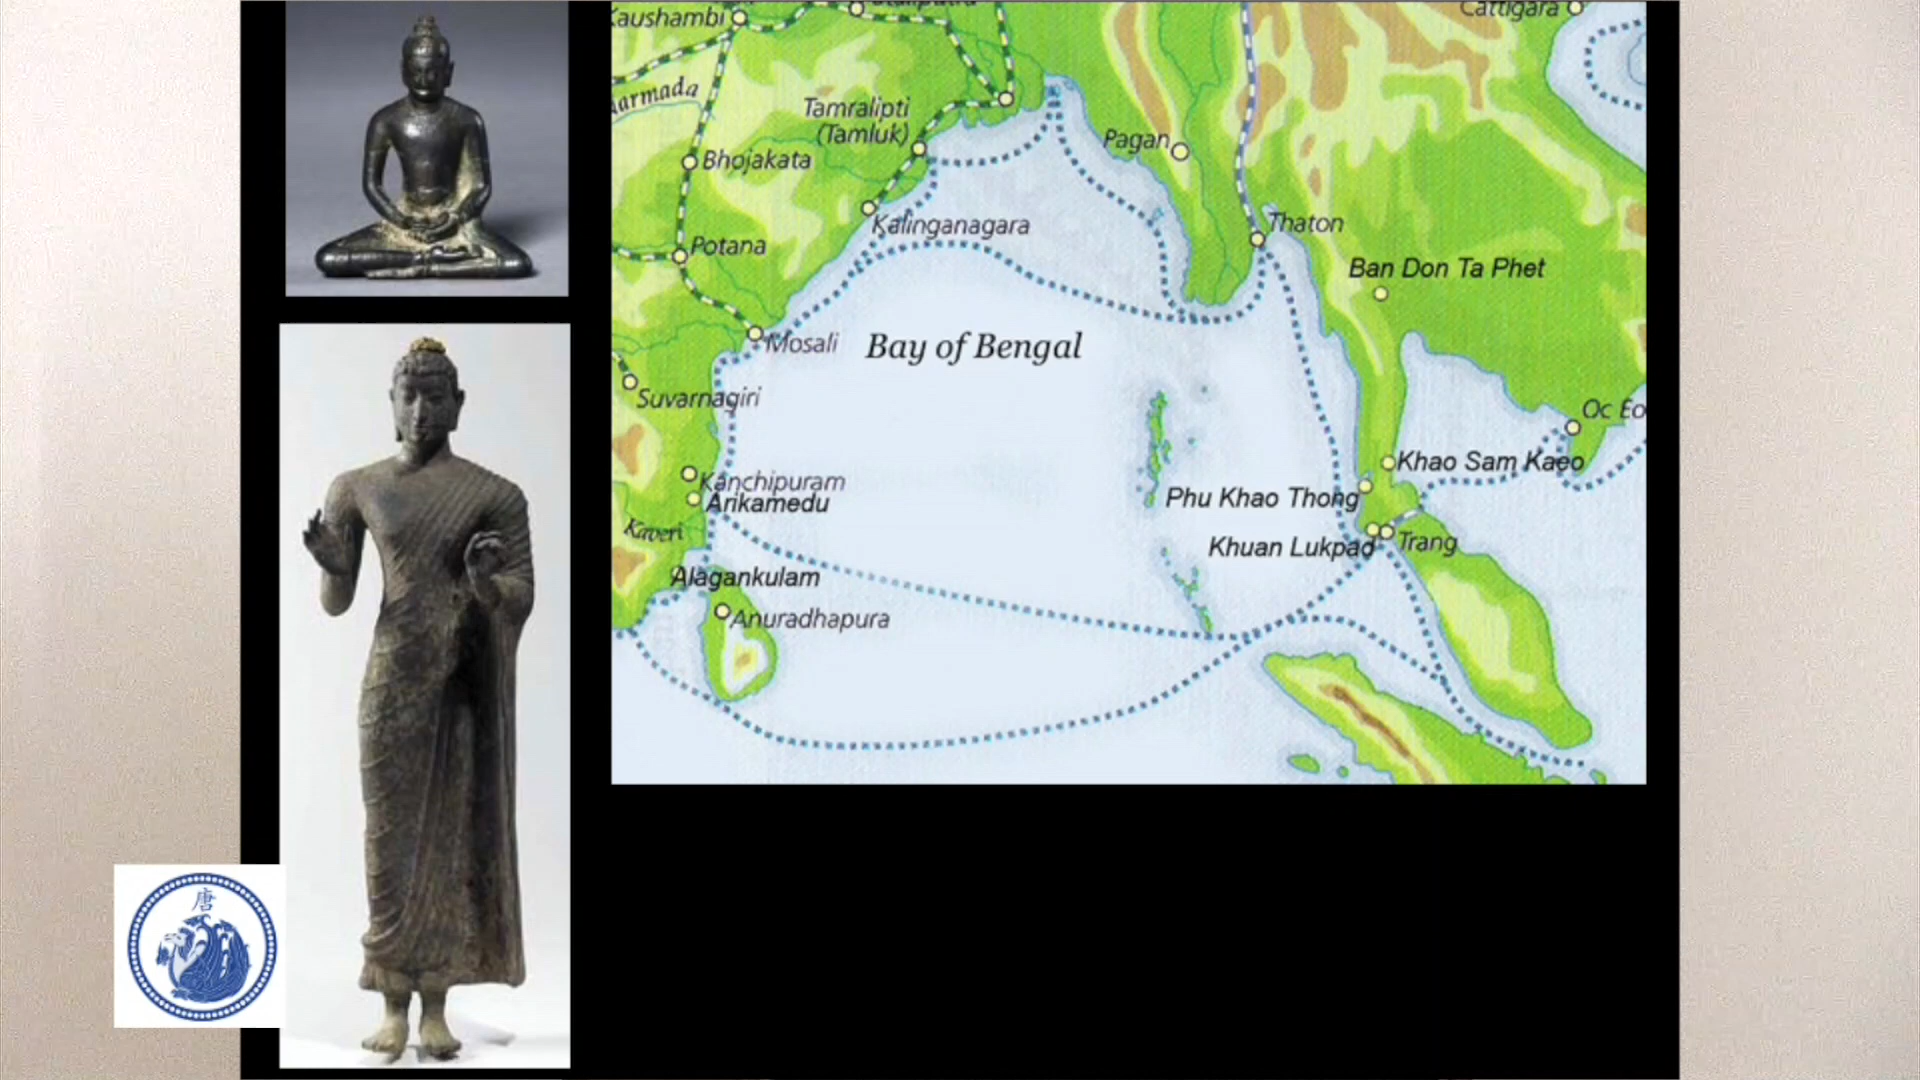 Kaushambi
Cattigara
Tamralipti
(Tamluk)
Pagan
Bhojakata
Kalinganagara
Thaton
Potana
Ban Don Ta Phet
Mosali
Bay of Bengal
Suvarnagiri
Oc Eo
Khao Sam Kaeo
Kanchipuram
Arikamedu
Phu Khao Thong
Kaveri
Khuan Lukpad
Trang
Alagankulam
Anuradhapura
唐